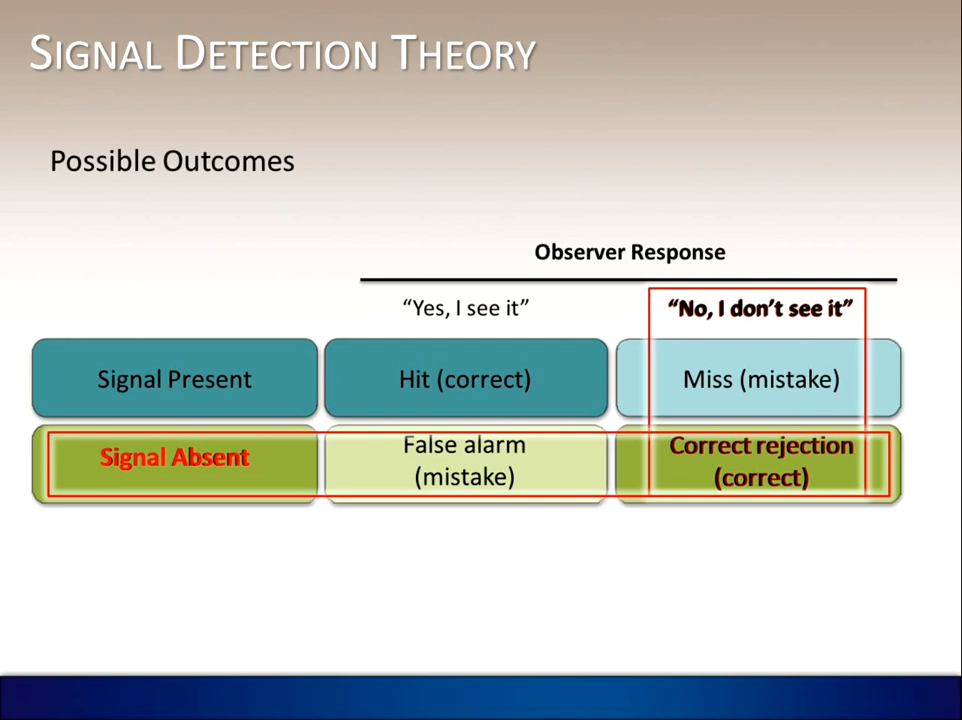 SIGNAL DETECTION THEORY
Possible Outcomes
Observer Response
“Yes, I see it”
“No, I don’t see it”
Signal Present
Hit (correct)
Miss (mistake)
Signal Absent
False alarm
(mistake)
Correct rejection
(correct)